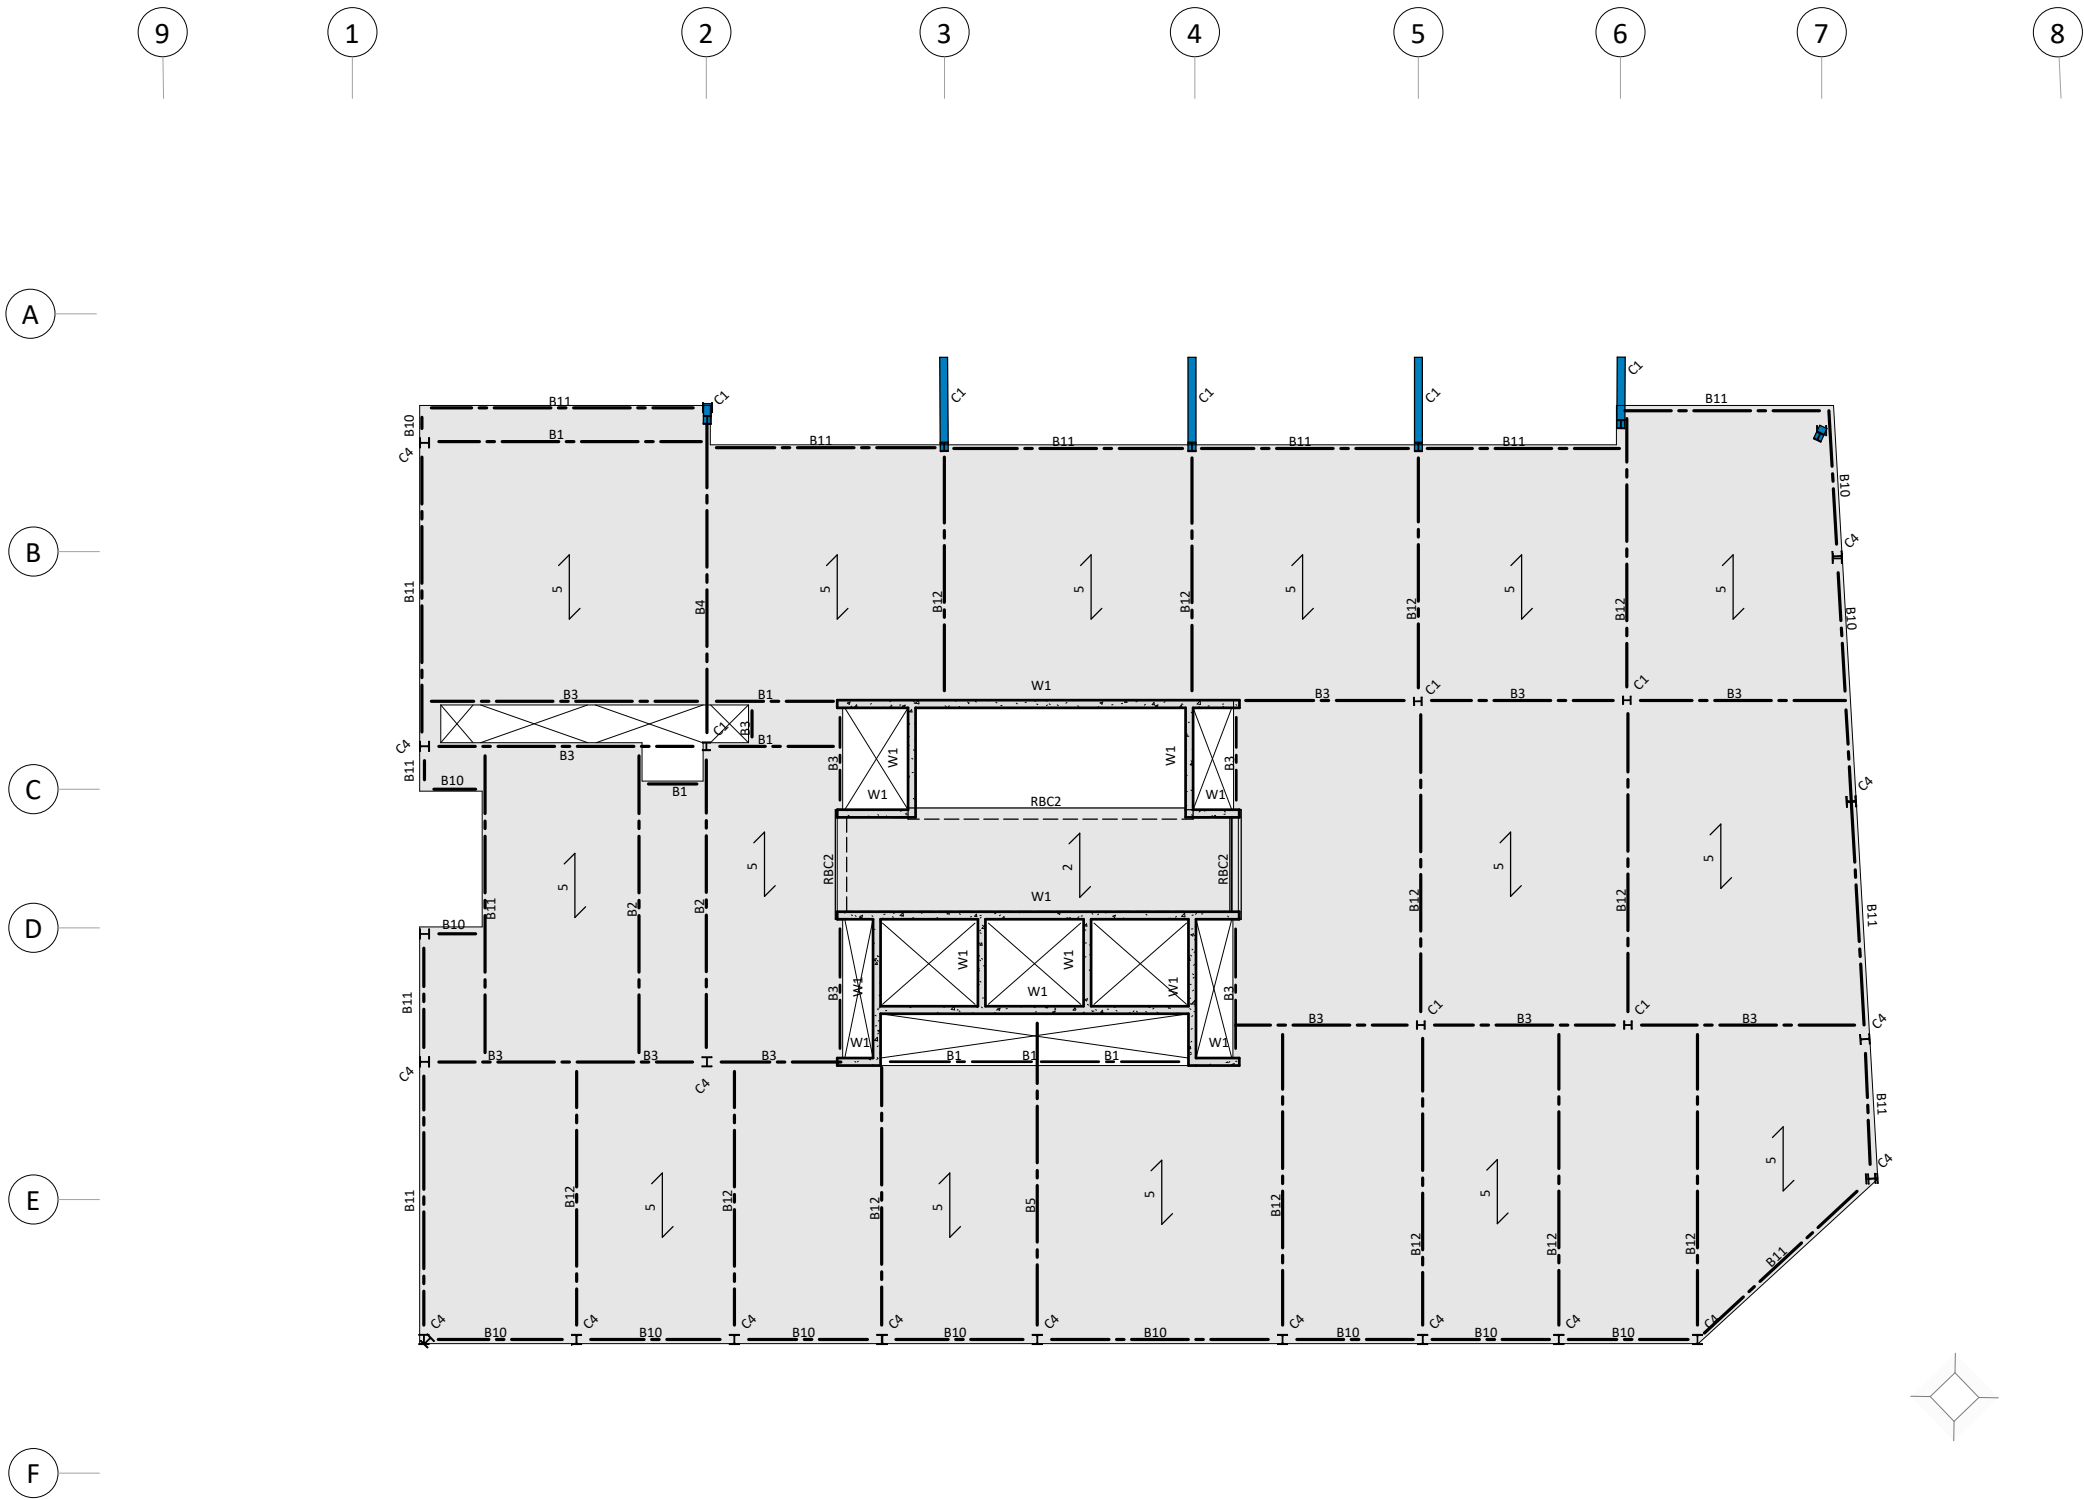 9 1 2 3 4 5 6 7 8
A
C1
B11 C1 C1 C1 C1 B11
B10 B1 B11 B11 B11 B11
C4
B10
C4
B
B11 5 B4 5 B12 5 B12 5 B12 5 B12 5 B10
W1
B3 B1 B3 C1 B3 C1 B3
C4 C1 B3 B1
B11 B3 B3 W1 W1 B3
C
B10 B1 W1 RBC2 W1 C4
5 B2 B2 5 RBC2 2 RBC2 B12 5 B12 5 B11
W1
D
B10 B11
B11 B3 W1 W1 W1 W1 W1 B3
C1 C1 C4
B3 B3 B3
W1 W1
B3 B3 B3 B1 B1 B1
C4 C4
B11
5 C4
E
B11 B12 5 B12 B12 5 B5 5 B12 B12 5 B12 B12 B11
C4 C4 C4 C4 C4 C4 C4 C4 C4
B10 B10 B10 B10 B10 B10 B10 B10
F